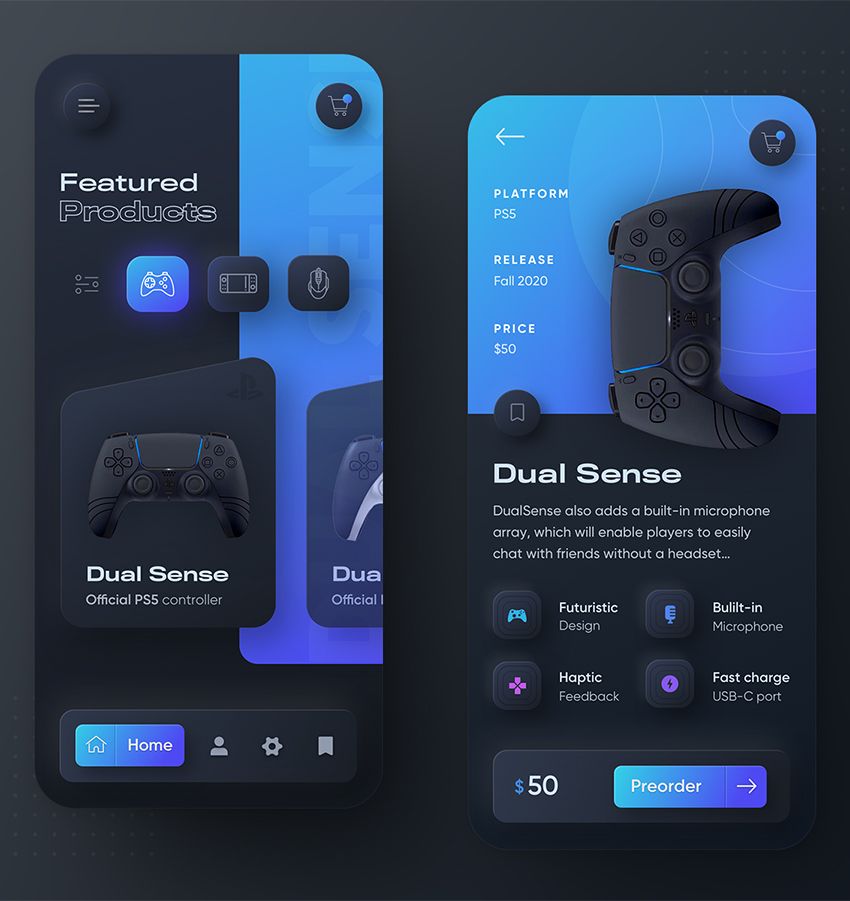 Featured
Products
Dual Sense
Official PS5 controller
Dua
Official
Home
PLATFORM
PS5
RELEASE
Fall 2020
PRICE
$50
Dual Sense
DualSense also adds a built-in microphone
array, which will enable players to easily
chat with friends without a headset...
Futuristic
Design
Bulilt-in
Microphone
Haptic
Feedback
Fast charge
USB-C port
$50
Preorder